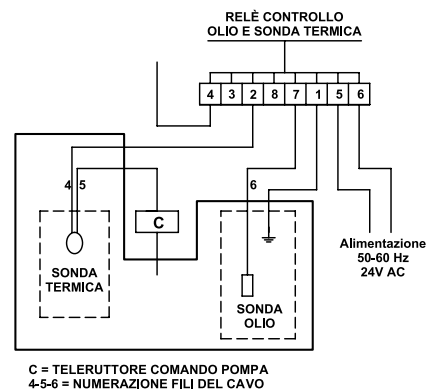 RELÈ CONTROLLO
OLIO E SONDA TERMICA
4 3 2 8 7 1 5 6
4 5
6
C
Alimentazione
50-60 Hz
24V AC
SONDA
TERMICA
SONDA
OLIO
C = TELERUTTORE COMANDO POMPA
4-5-6 = NUMERAZIONE FILI DEL CAVO